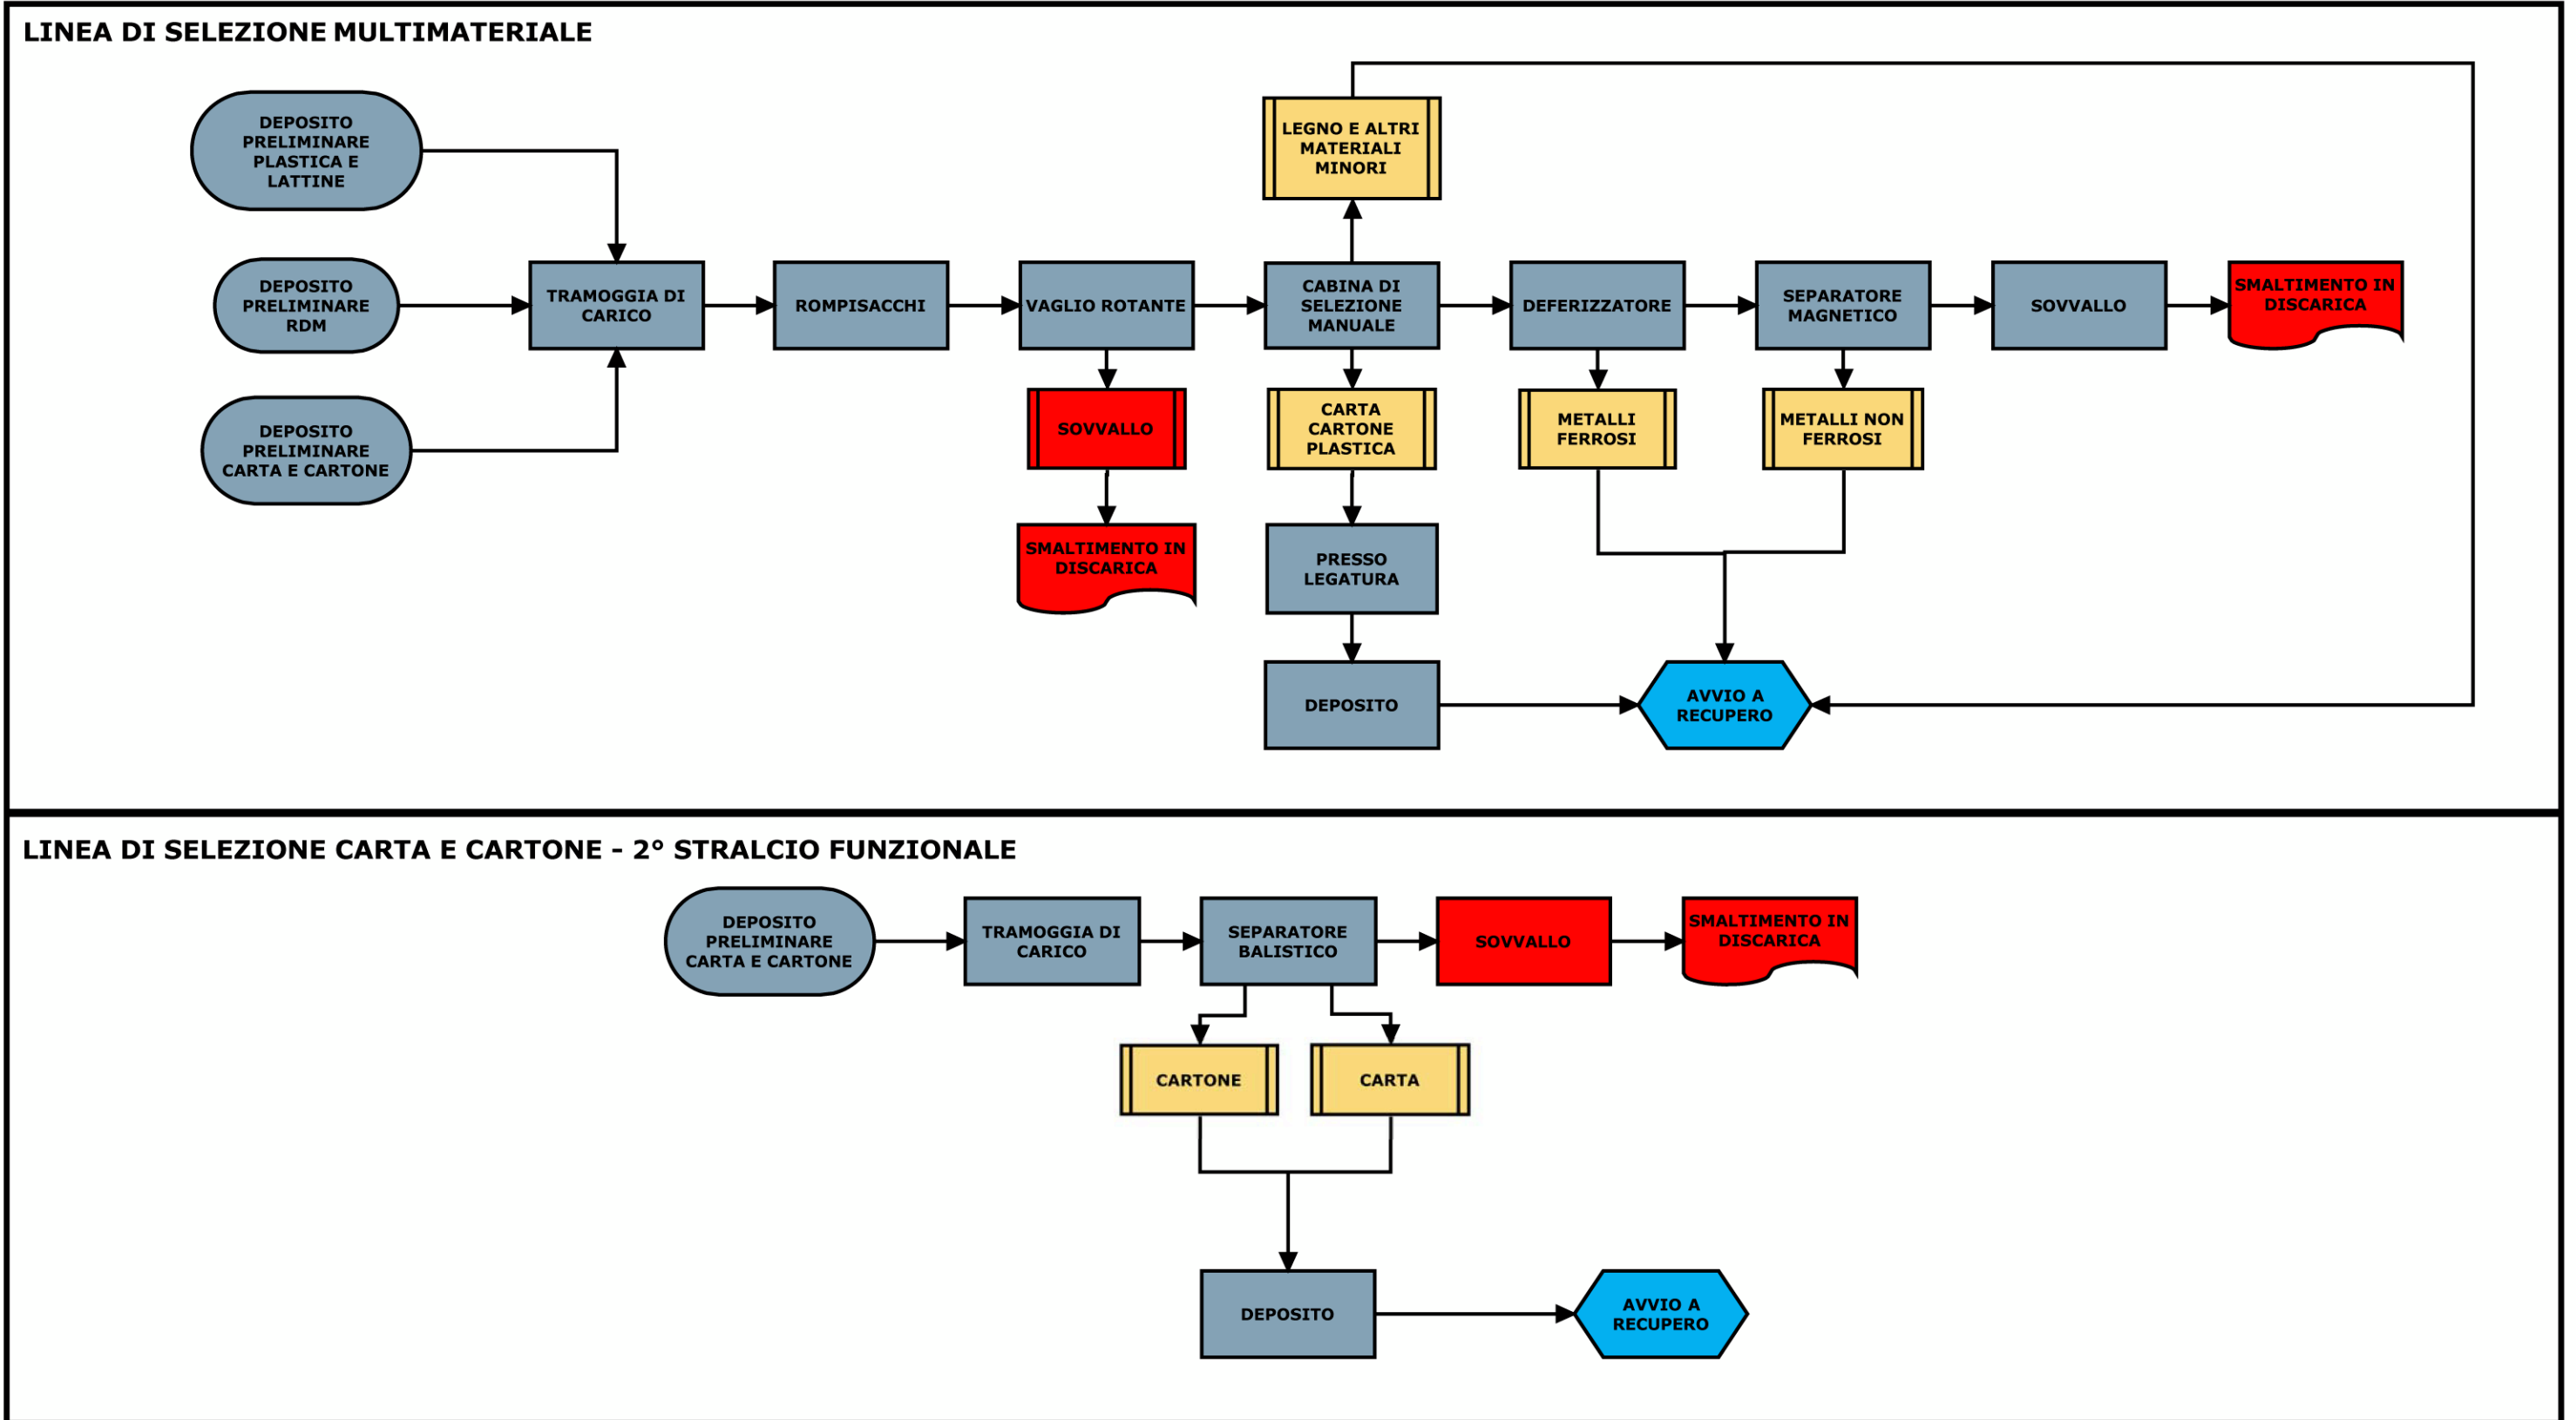 LINEA DI SELEZIONE MULTIMATERIALE
DEPOSITO
PRELIMINARE
PLASTICA E
LATTINE
DEPOSITO
PRELIMINARE
RDM
DEPOSITO
PRELIMINARE
CARTA E CARTONE
TRAMOGGIA DI
CARICO
ROMPISACCHI
VAGLIO ROTANTE
SOVVALLO
SMALTIMENTO IN
DISCARICA
LEGNO E ALTRI
MATERIALI
MINORI
CABINA DI
SELEZIONE
MANUALE
CARTA
CARTONE
PLASTICA
PRESSO
LEGATURA
DEPOSITO
DEFERIZZATORE
METALLI
FERROSI
SEPARATORE
MAGNETICO
METALLI NON
FERROSI
SOVVALLO
SMALTIMENTO IN
DISCARICA
AVVIO A
RECUPERO
LINEA DI SELEZIONE CARTA E CARTONE - 2° STRALCIO FUNZIONALE
DEPOSITO
PRELIMINARE
CARTA E CARTONE
TRAMOGGIA DI
CARICO
SEPARATORE
BALISTICO
SOVVALLO
SMALTIMENTO IN
DISCARICA
CARTONE
CARTA
DEPOSITO
AVVIO A
RECUPERO